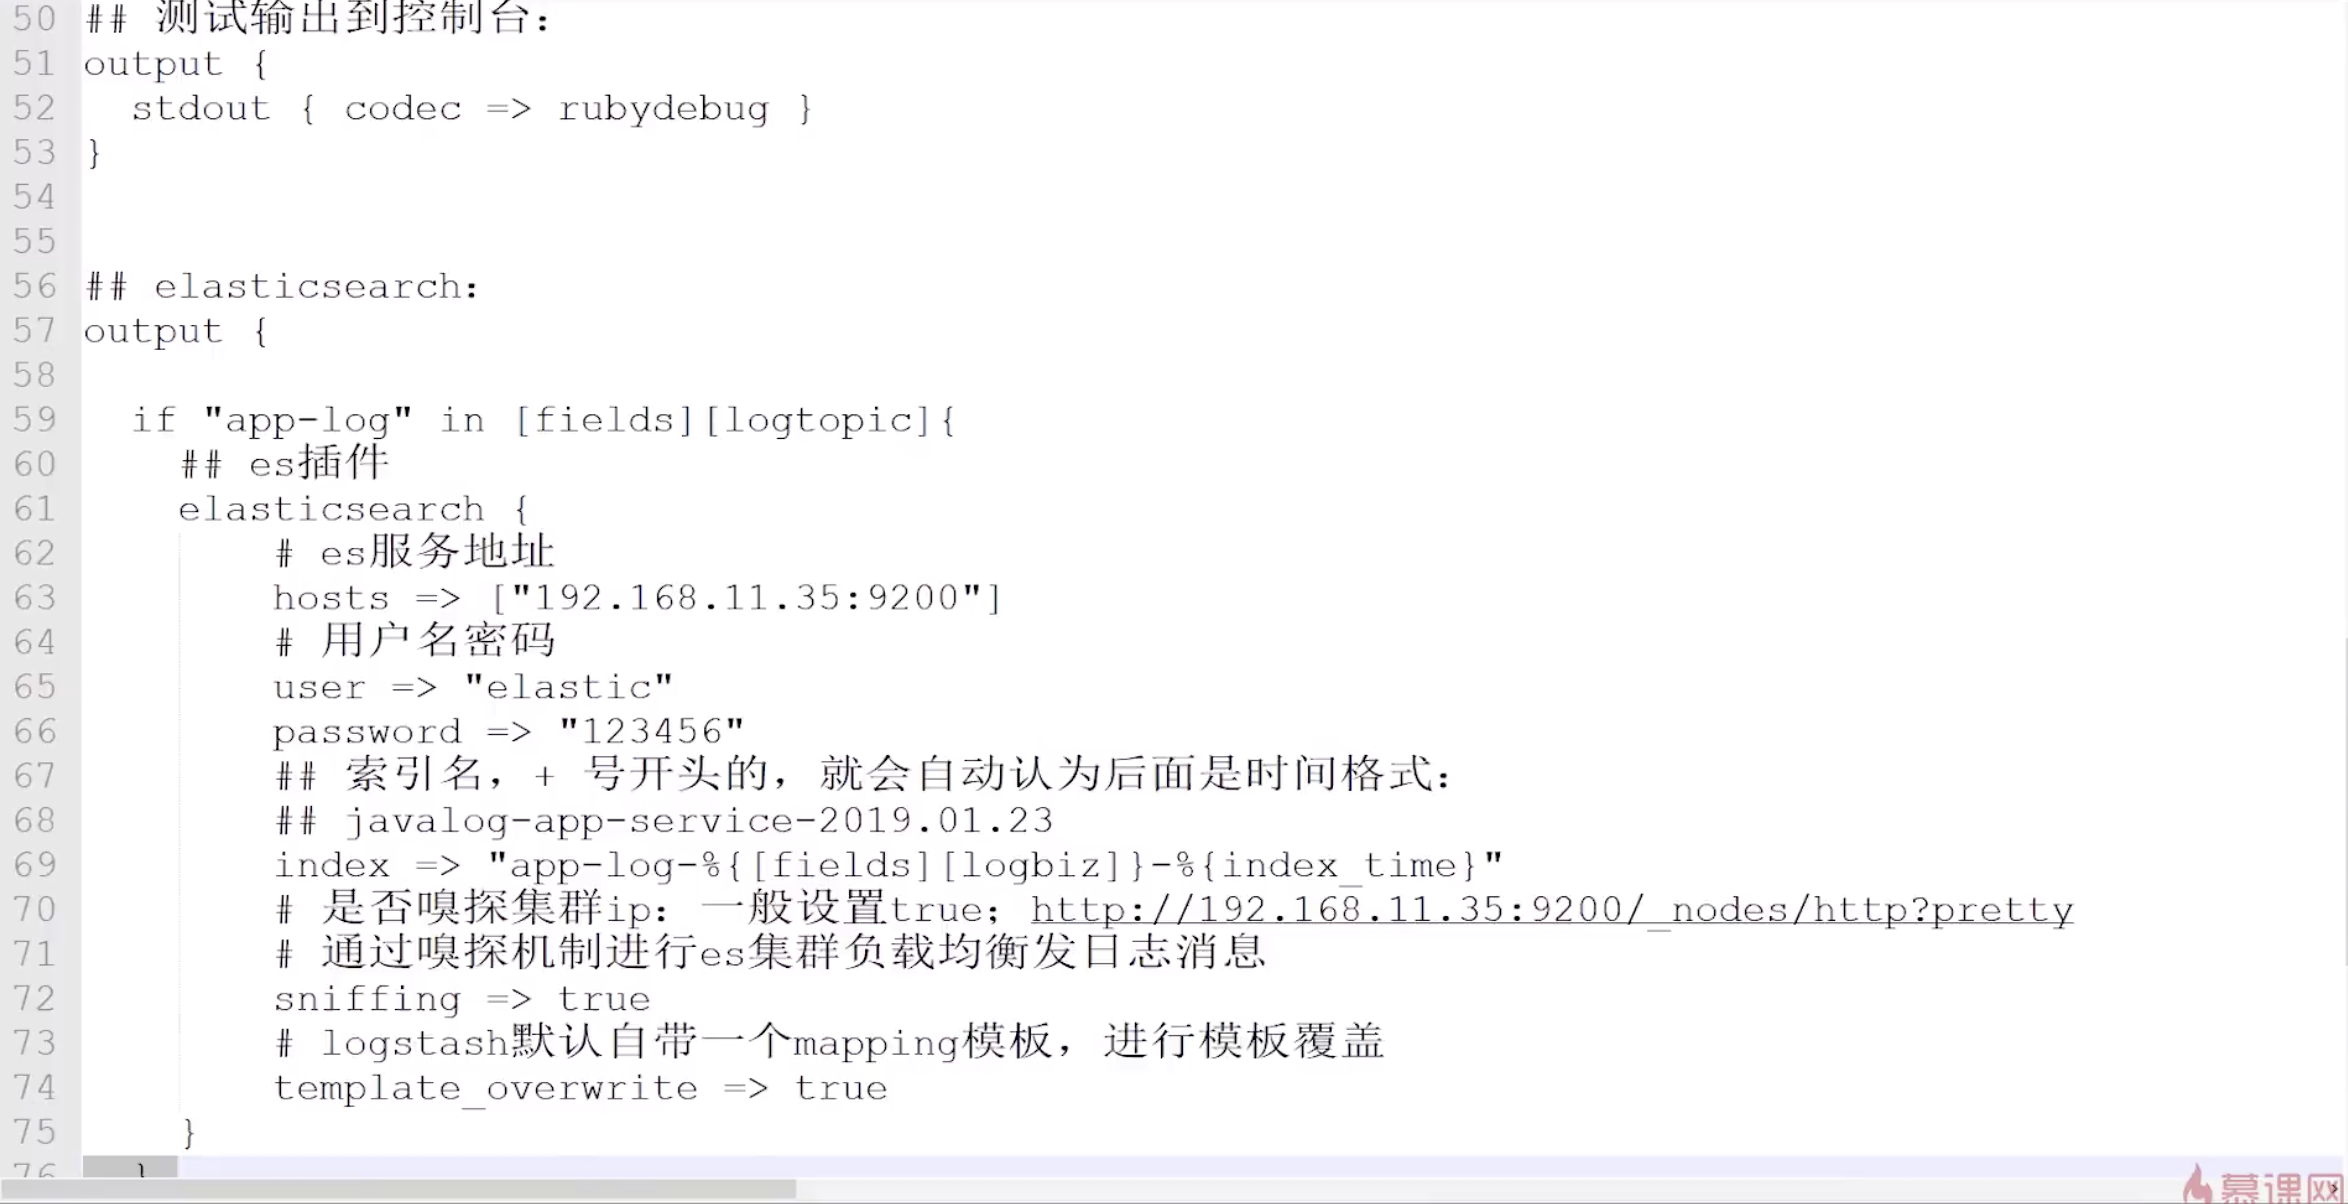 50 ## 测试输出到控制台：
51 output {
52 stdout { codec => rubydebug }
53 }
54
55
56 ## elasticsearch：
57 output {
58
59 if "app-log" in [fields][logtopic]{
60 ## es插件
61 elasticsearch {
62 # es服务地址
63 hosts => ["192.168.11.35:9200"]
64 # 用户名密码
65 user => "elastic"
66 password => "123456"
67 ## 索引名，+ 号开头的，就会自动认为后面是时间格式：
68 ## javalog-app-service-2019.01.23
69 index => "app-log-%{[fields][logbiz]}-%{index_time}"
70 # 是否嗅探集群ip：一般设置true；http://192.168.11.35:9200/_nodes/http?pretty
71 # 通过嗅探机制进行es集群负载均衡发日志消息
72 sniffing => true
73 # logstash默认自带一个mapping模板，进行模板覆盖
74 template_overwrite => true
75 }
76 }
慕课网